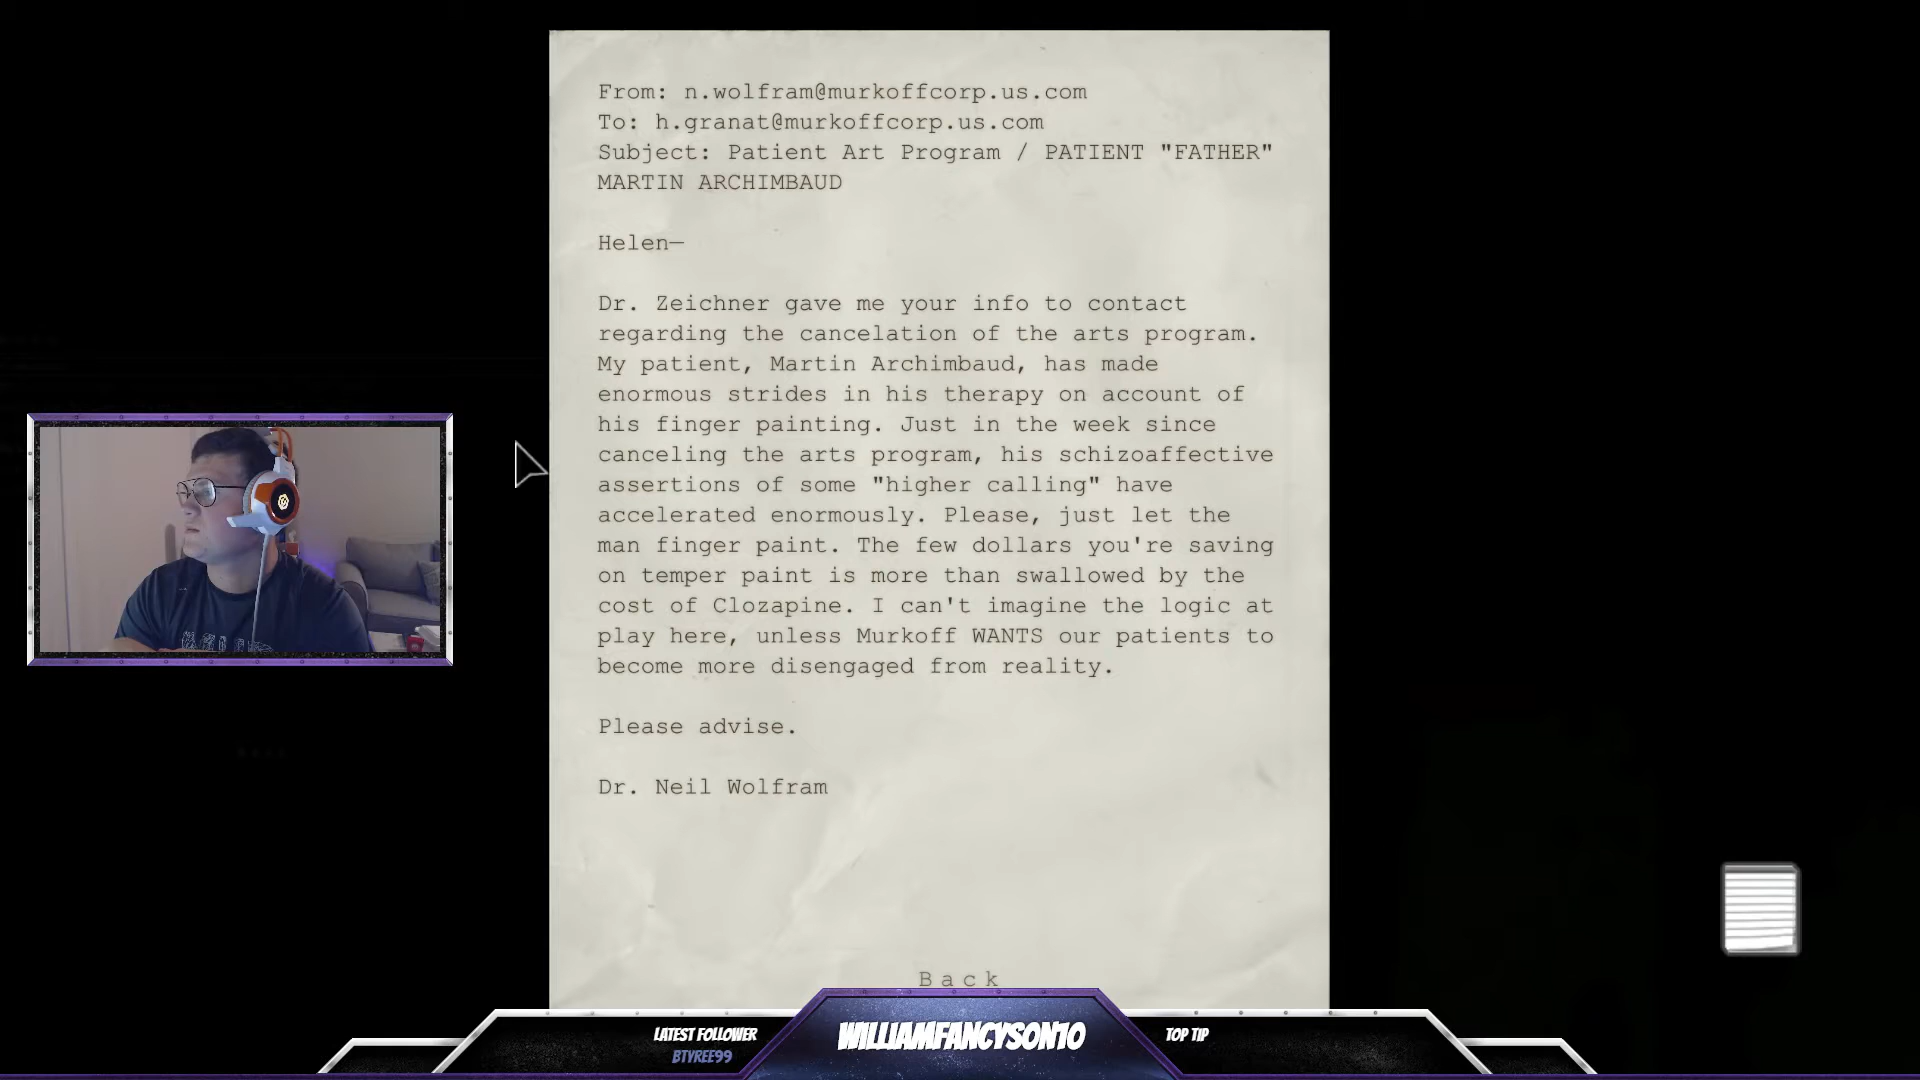 From: n.wolfram@murkoffcorp.us.com
To: h.granat@murkoffcorp.us.com
Subject: Patient Art Program / PATIENT "FATHER"
MARTIN ARCHIMBAUD
Helen—
Dr. Zeichner gave me your info to contact
regarding the cancelation of the arts program.
My patient, Martin Archimbaud, has made
enormous strides in his therapy on account of
his finger painting. Just in the week since
canceling the arts program, his schizoaffective
assertions of some "higher calling" have
accelerated enormously. Please, just let the
man finger paint. The few dollars you're saving
on temper paint is more than swallowed by the
cost of Clozapine. I can't imagine the logic at
play here, unless Murkoff WANTS our patients to
become more disengaged from reality.
Please advise.
Dr. Neil Wolfram
Back
LATEST FOLLOWER
BTYREE99
WILLIAMFANCYSON10
TOP TIP